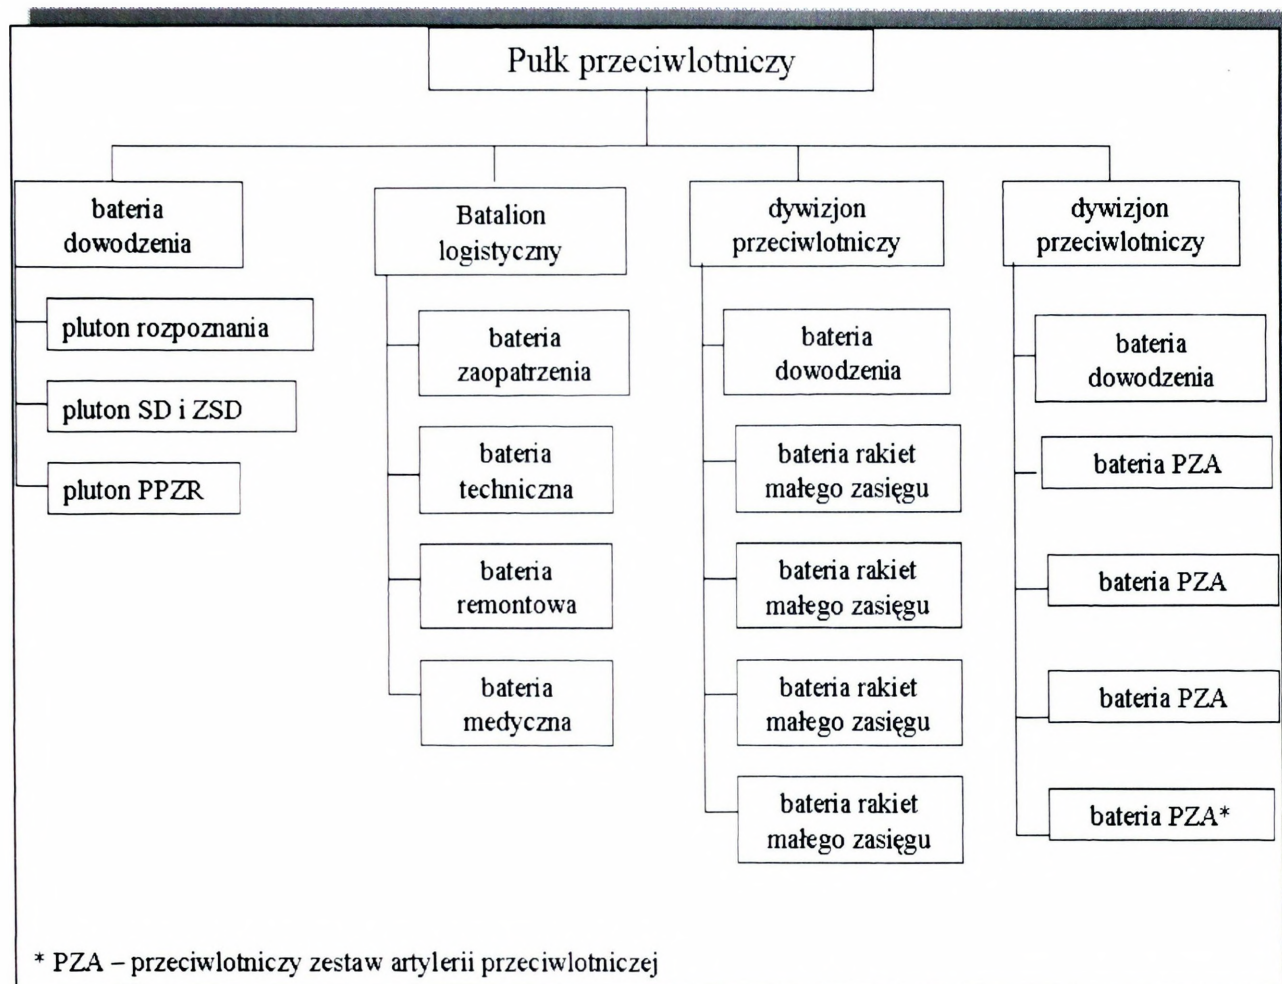 Pułk przeciwlotniczy
bateria
dowodzenia
pluton rozpoznania
pluton SD i ZSD
pluton PPZR
Batalion
logistyczny
bateria
zaopatrzenia
bateria
techniczna
bateria
remontowa
bateria
medyczna
dywizjon
przeciwlotniczy
bateria
dowodzenia
bateria rakiet
małego zasięgu
bateria rakiet
małego zasięgu
bateria rakiet
małego zasięgu
bateria rakiet
małego zasięgu
dywizjon
przeciwlotniczy
bateria
dowodzenia
bateria PZA
bateria PZA
bateria PZA
bateria PZA*
* PZA – przeciwlotniczy zestaw artylerii przeciwlotniczej